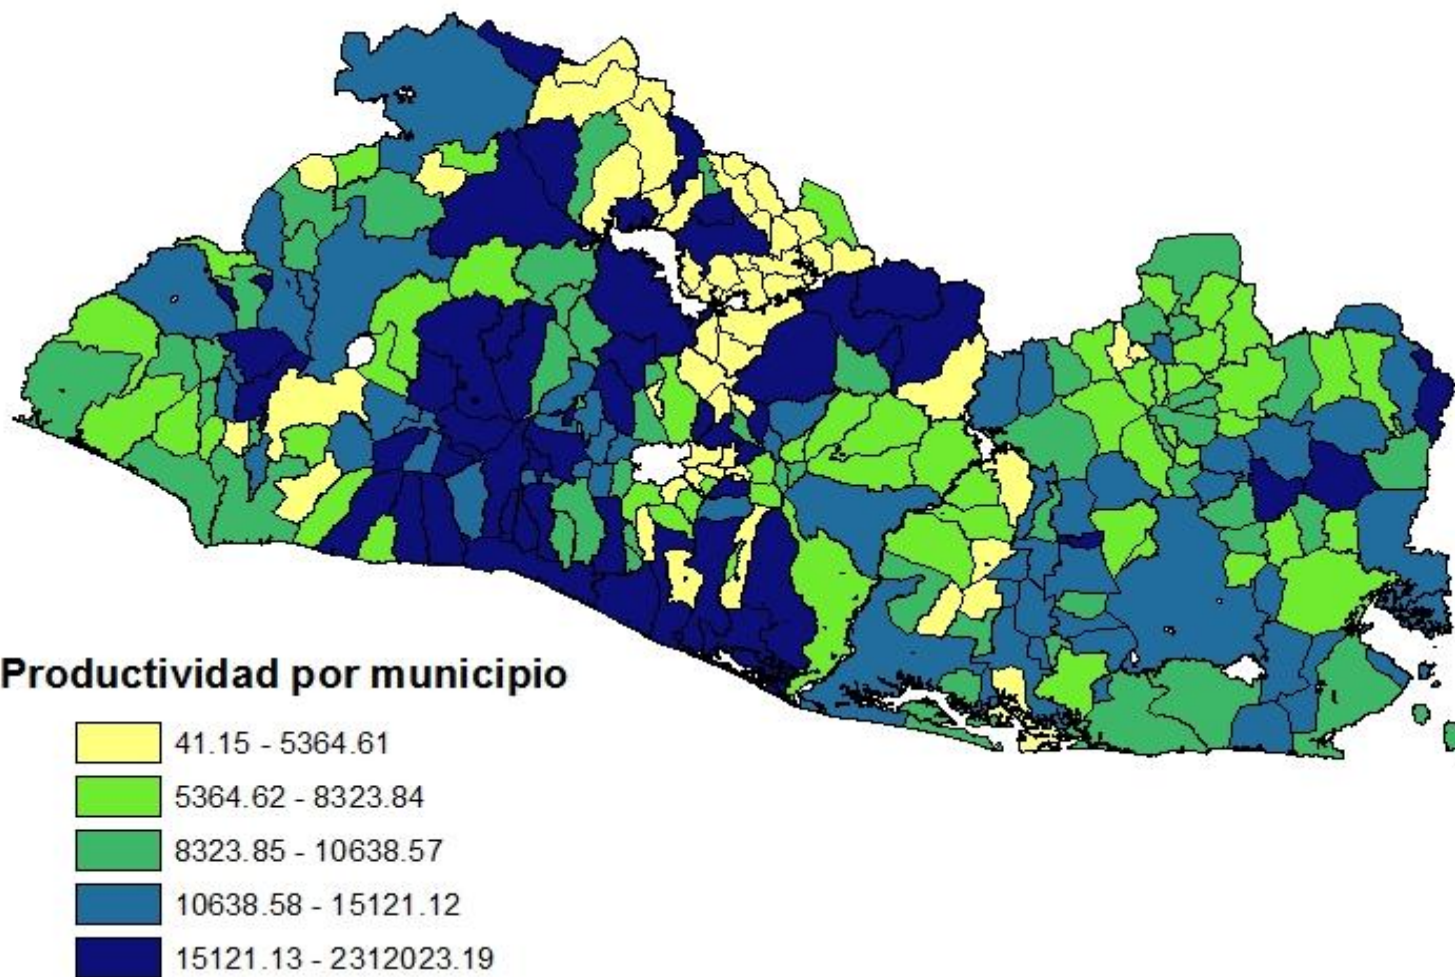 Productividad por municipio
41.15 - 5364.61
5364.62 - 8323.84
8323.85 - 10638.57
10638.58 - 15121.12
15121.13 - 2312023.19